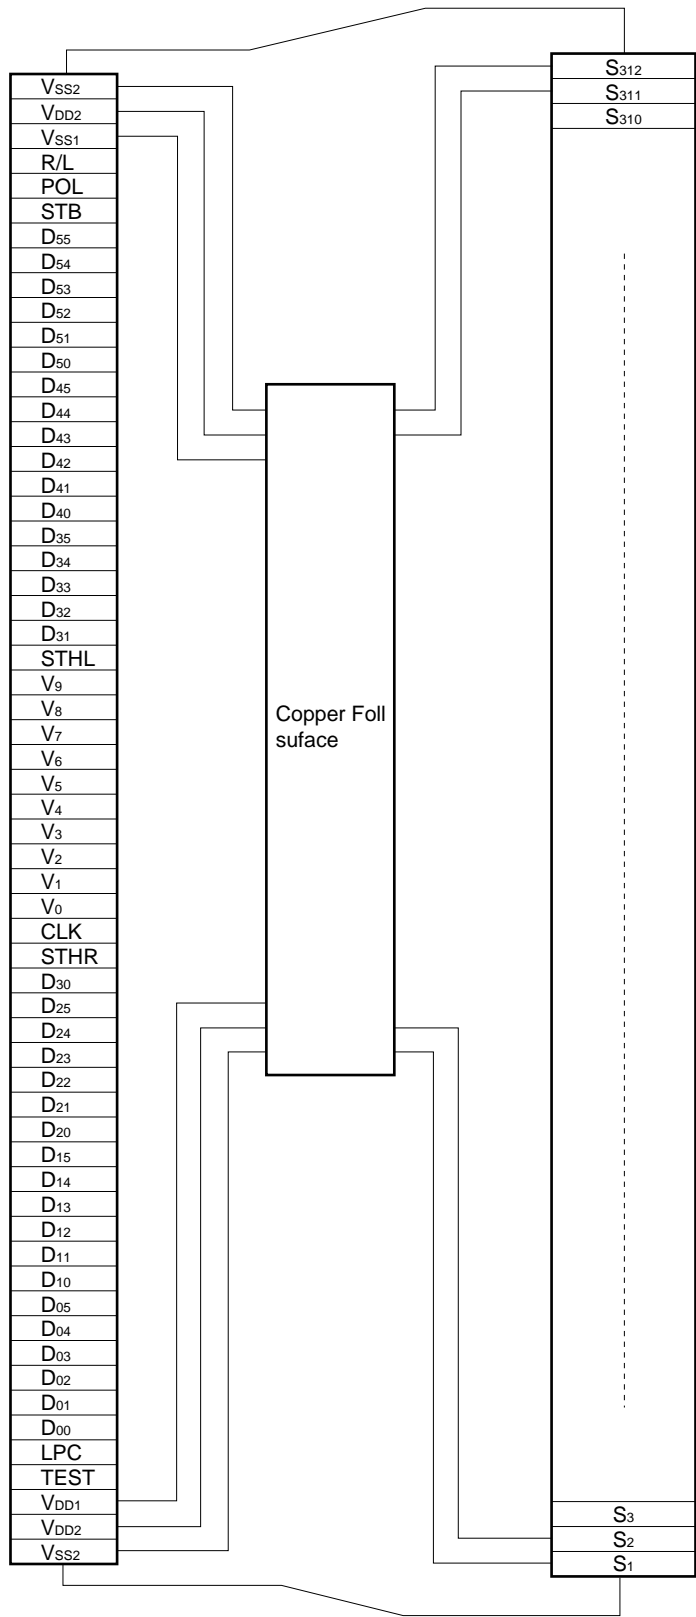 VSS2
VDD2
VSS1
R/L
POL
STB
D55
D54
D53
D52
D51
D50
D45
D44
D43
D42
D41
D40
D35
D34
D33
D32
D31
STHL
V9
V8
V7
V6
V5
V4
V3
V2
V1
V0
CLK
STHR
D30
D25
D24
D23
D22
D21
D20
D15
D14
D13
D12
D11
D10
D05
D04
D03
D02
D01
D00
LPC
TEST
VDD1
VDD2
VSS2
Copper Foll
suface
S312
S311
S310
S3
S2
S1